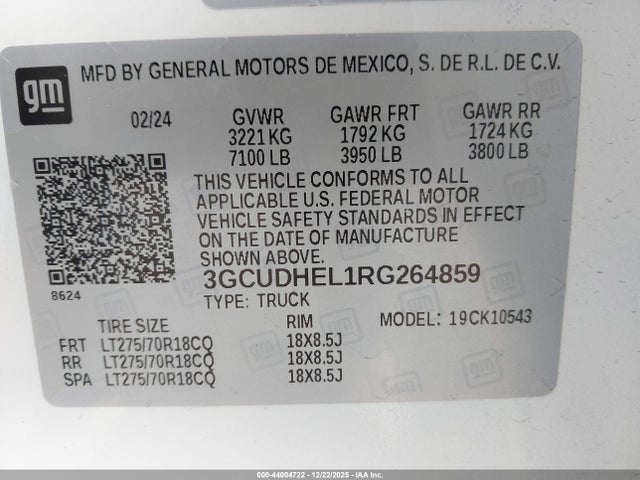 gm
MFD BY GENERAL MOTORS DE MEXICO, S. DE R.L. DE C.V.
02/24 GVWR GAWR FRT GAWR RR
3221 KG 1792 KG 1724 KG
7100 LB 3950 LB 3800 LB
THIS VEHICLE CONFORMS TO ALL
APPLICABLE U.S. FEDERAL MOTOR
VEHICLE SAFETY STANDARDS IN EFFECT
ON THE DATE OF MANUFACTURE
SHOWN ABOVE.
3GCUDHEL1RG264859
8624
TYPE: TRUCK
TIRE SIZE RIM MODEL: 19CK10543
FRT LT275/70R18CQ 18X8.5J
RR LT275/70R18CQ 18X8.5J
SPA LT275/70R18CQ 18X8.5J
000-44004722 - 12/22/2025 - IAA Inc.